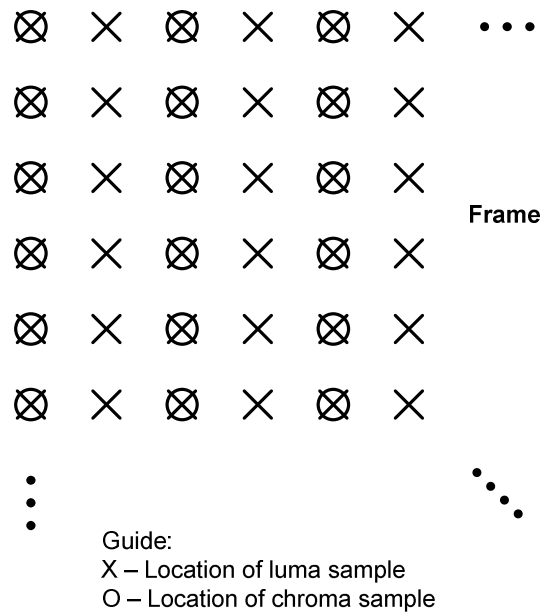 Frame
Guide:
X – Location of luma sample
O – Location of chroma sample